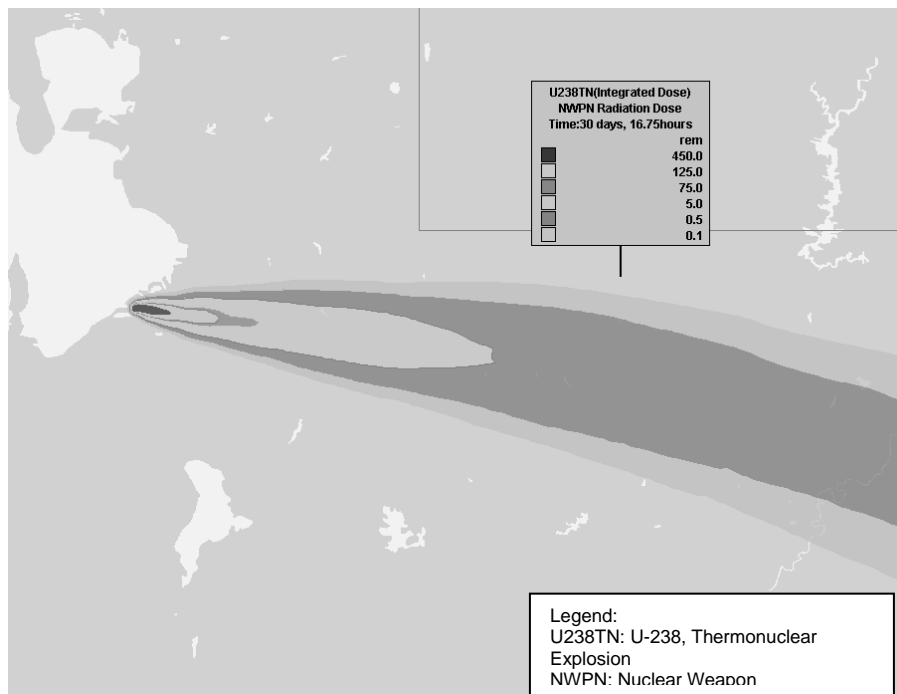 U238TN(Integrated Dose)
NWPN Radiation Dose
Time:30 days, 16.75hours
rem
450.0
125.0
75.0
5.0
0.5
0.1
Legend:
U238TN: U-238, Thermonuclear
Explosion
NWPN: Nuclear Weapon